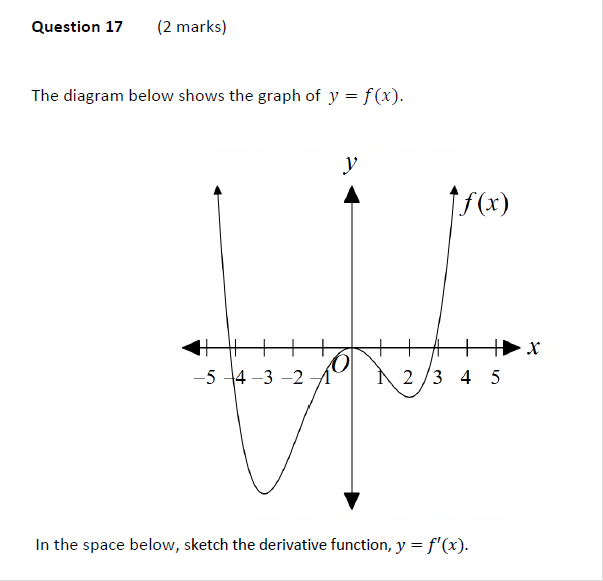 Question 17 (2 marks)
The diagram below shows the graph of y = f(x).
y
f(x)
x
O
–5 –4 –3 –2 –1 1 2 3 4 5
In the space below, sketch the derivative function, y = f'(x).